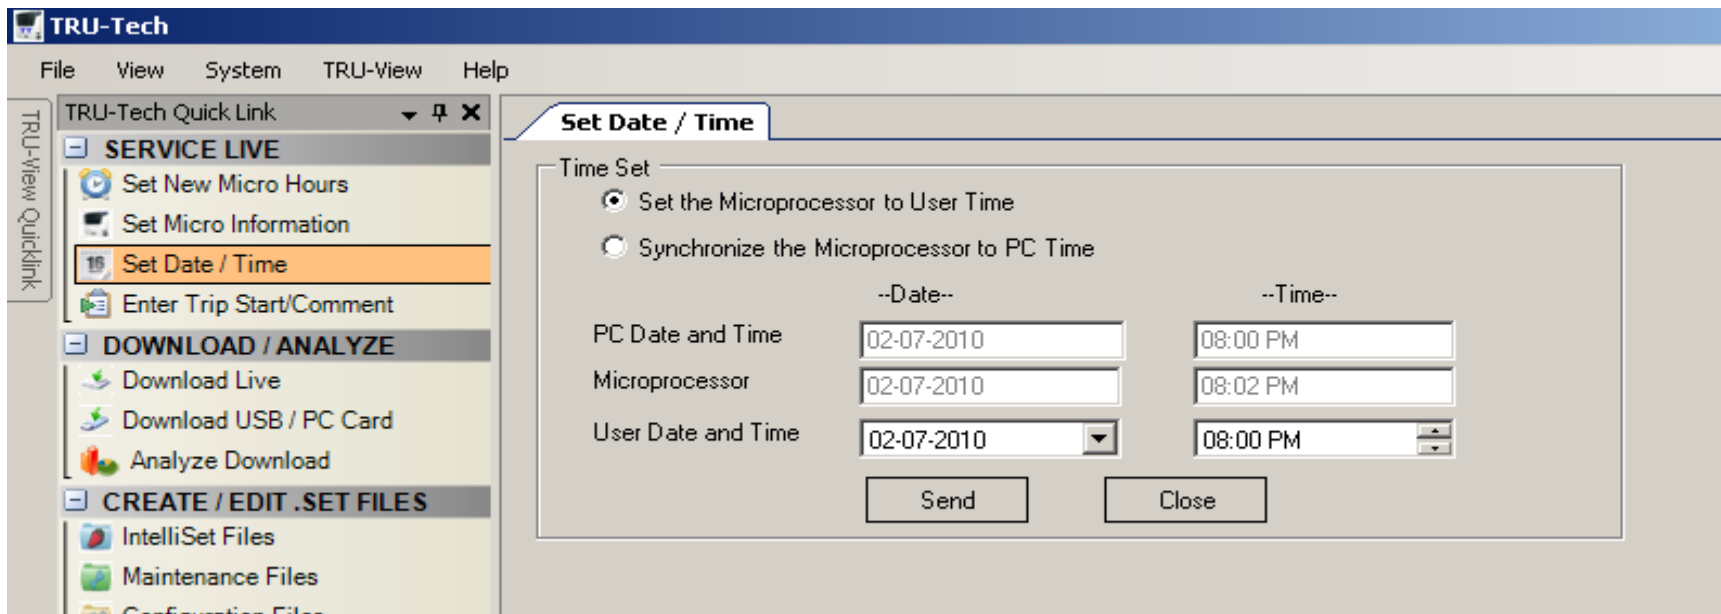 TRU-Tech
File View System TRU-View Help
TRU-View Quicklink
TRU-Tech Quick Link
SERVICE LIVE
Set New Micro Hours
Set Micro Information
16 Set Date / Time
Enter Trip Start/Comment
DOWNLOAD / ANALYZE
Download Live
Download USB / PC Card
Analyze Download
CREATE / EDIT .SET FILES
IntelliSet Files
Maintenance Files
Configuration Files
Set Date / Time
Time Set
Set the Microprocessor to User Time
Synchronize the Microprocessor to PC Time
--Date-- --Time--
PC Date and Time 02-07-2010 08:00 PM
Microprocessor 02-07-2010 08:02 PM
User Date and Time 02-07-2010 08:00 PM
Send Close